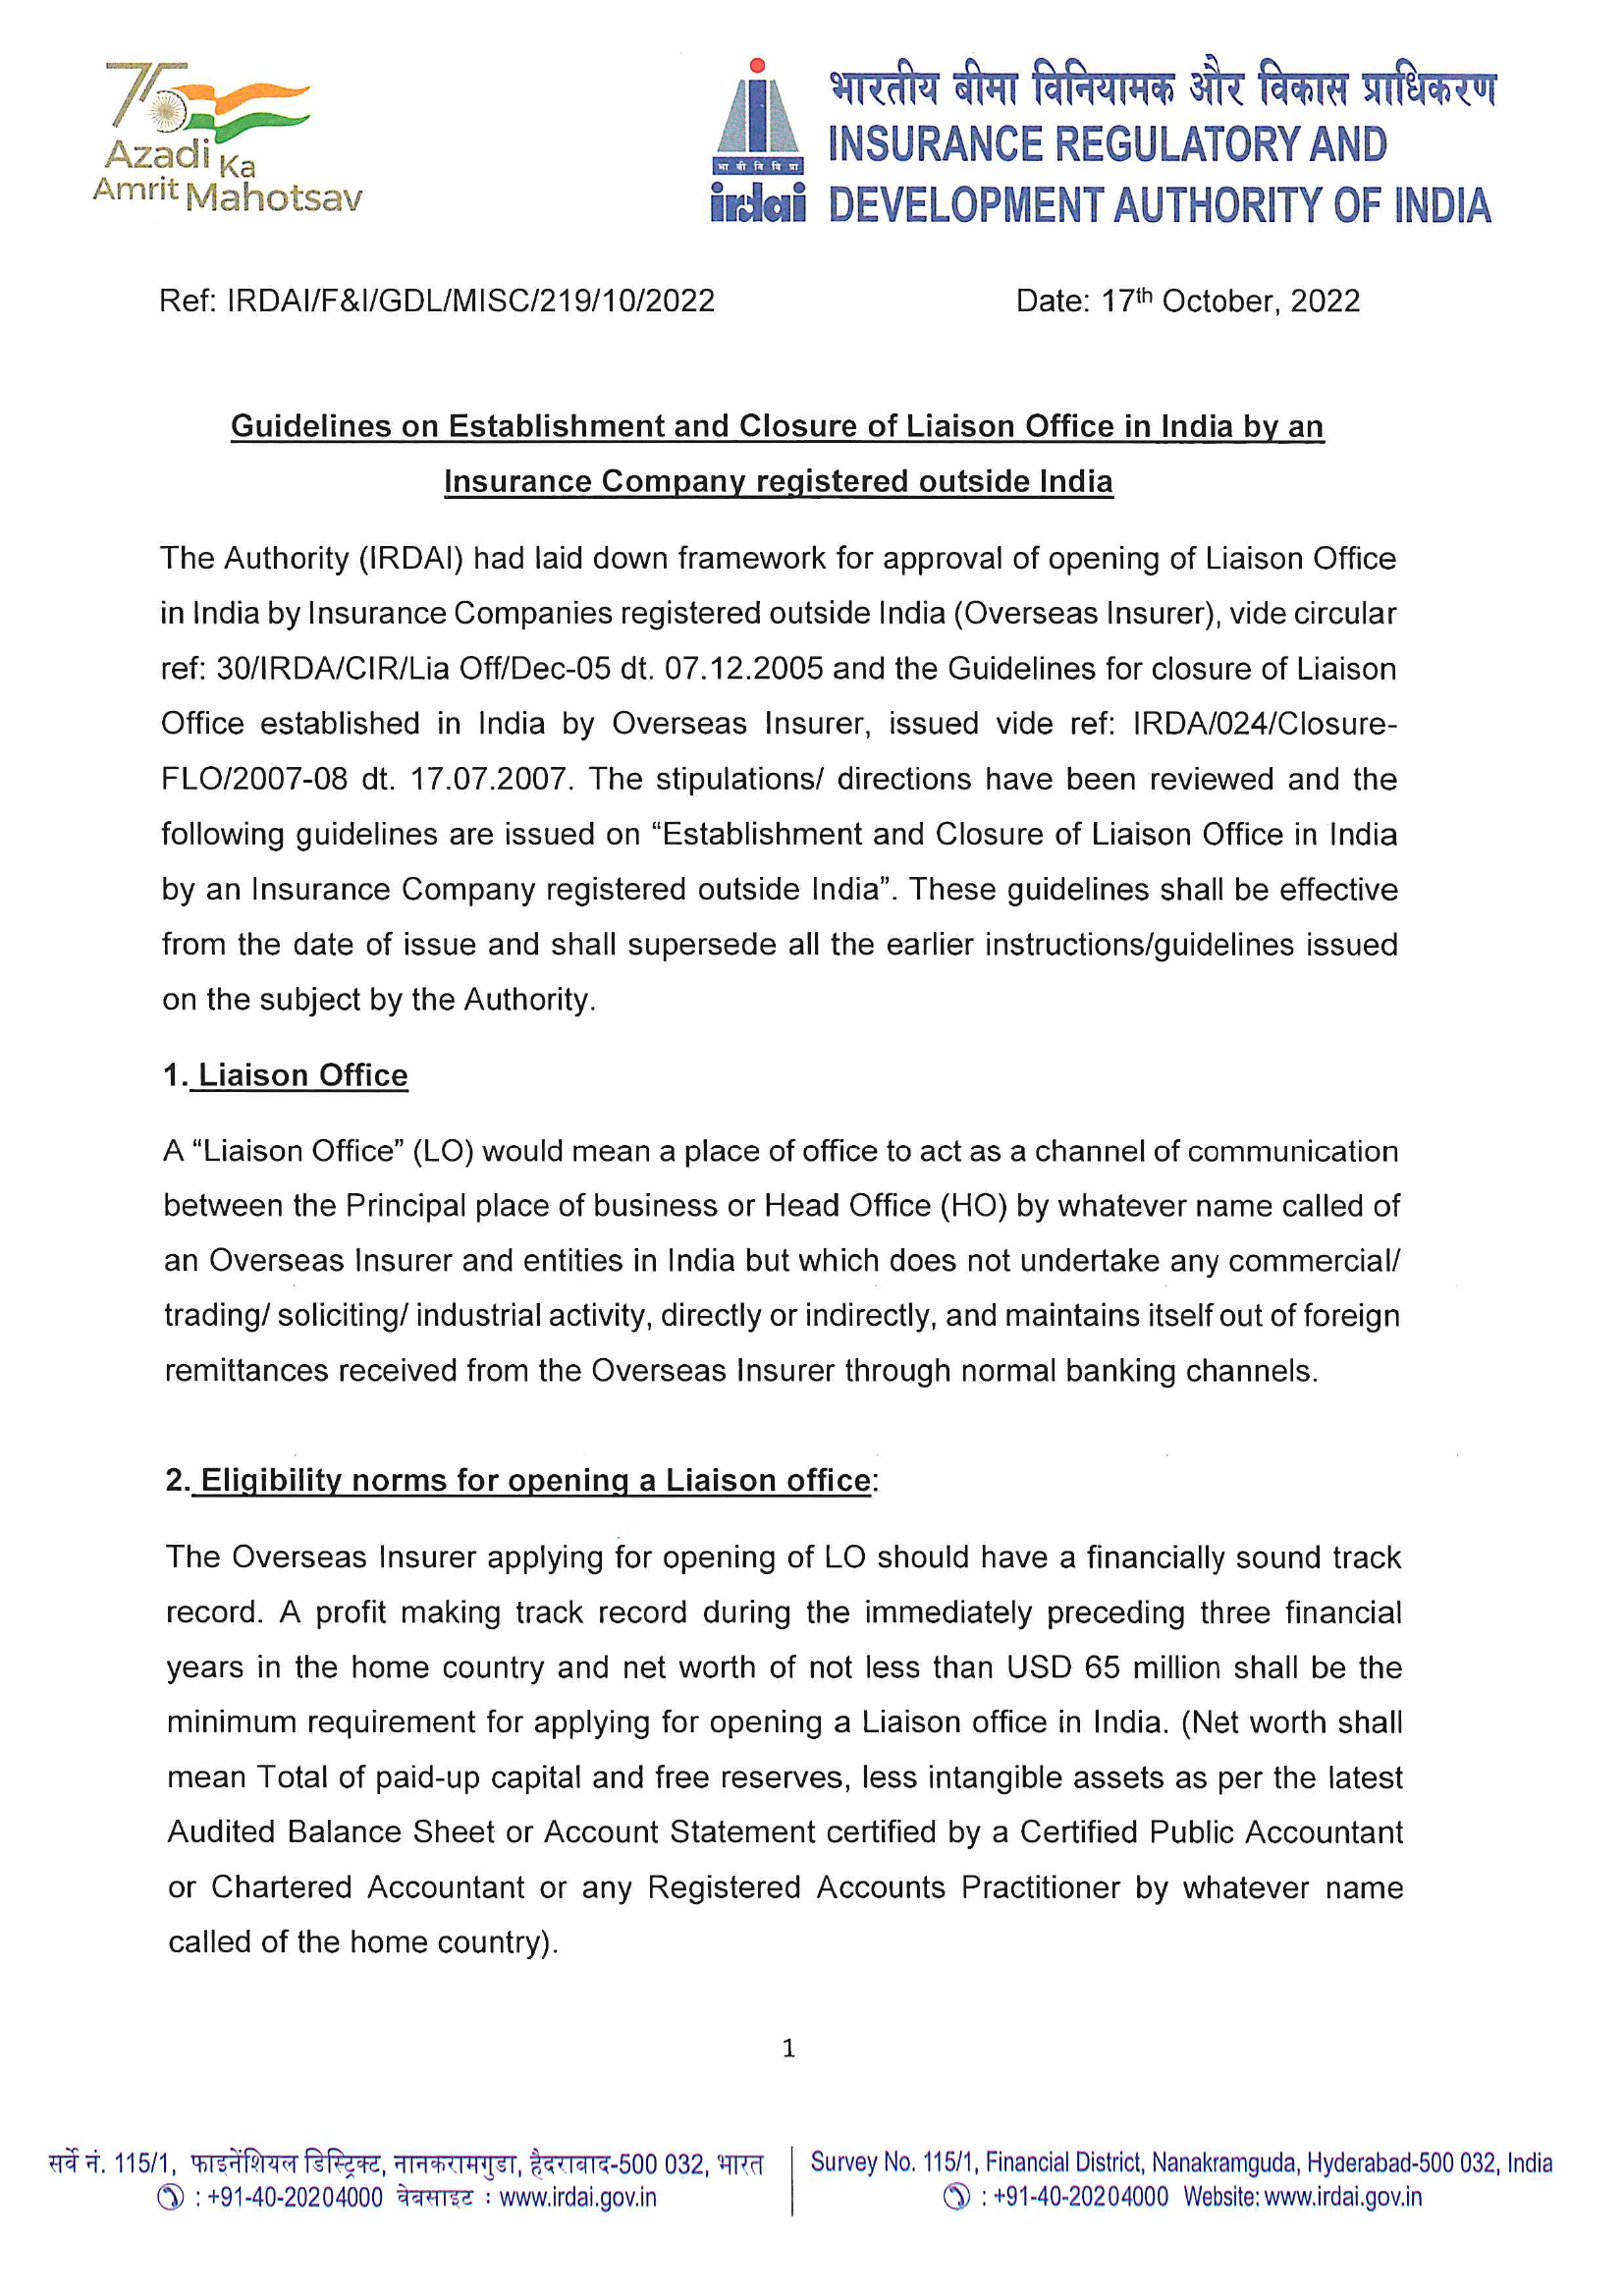 75
Azadi Ka
Amrit Mahotsav
भा बी वि वि प्रा
irdai
भारतीय बीमा विनियामक और विकास प्राधिकरण
INSURANCE REGULATORY AND
DEVELOPMENT AUTHORITY OF INDIA
Ref: IRDAI/F&I/GDL/MISC/219/10/2022 Date: 17th October, 2022
Guidelines on Establishment and Closure of Liaison Office in India by an
Insurance Company registered outside India
The Authority (IRDAI) had laid down framework for approval of opening of Liaison Office
in India by Insurance Companies registered outside India (Overseas Insurer), vide circular
ref: 30/IRDA/CIR/Lia Off/Dec-05 dt. 07.12.2005 and the Guidelines for closure of Liaison
Office established in India by Overseas Insurer, issued vide ref: IRDA/024/Closure-
FLO/2007-08 dt. 17.07.2007. The stipulations/ directions have been reviewed and the
following guidelines are issued on “Establishment and Closure of Liaison Office in India
by an Insurance Company registered outside India”. These guidelines shall be effective
from the date of issue and shall supersede all the earlier instructions/guidelines issued
on the subject by the Authority.
1. Liaison Office
A “Liaison Office” (LO) would mean a place of office to act as a channel of communication
between the Principal place of business or Head Office (HO) by whatever name called of
an Overseas Insurer and entities in India but which does not undertake any commercial/
trading/ soliciting/ industrial activity, directly or indirectly, and maintains itself out of foreign
remittances received from the Overseas Insurer through normal banking channels.
2. Eligibility norms for opening a Liaison office:
The Overseas Insurer applying for opening of LO should have a financially sound track
record. A profit making track record during the immediately preceding three financial
years in the home country and net worth of not less than USD 65 million shall be the
minimum requirement for applying for opening a Liaison office in India. (Net worth shall
mean Total of paid-up capital and free reserves, less intangible assets as per the latest
Audited Balance Sheet or Account Statement certified by a Certified Public Accountant
or Chartered Accountant or any Registered Accounts Practitioner by whatever name
called of the home country).
1
सर्वे नं. 115/1, फाइनेंशियल डिस्ट्रिक्ट, नानकरामगुडा, हैदराबाद-500 032, भारत
: +91-40-20204000 वेबसाइट : www.irdai.gov.in
Survey No. 115/1, Financial District, Nanakramguda, Hyderabad-500 032, India
: +91-40-20204000 Website: www.irdai.gov.in